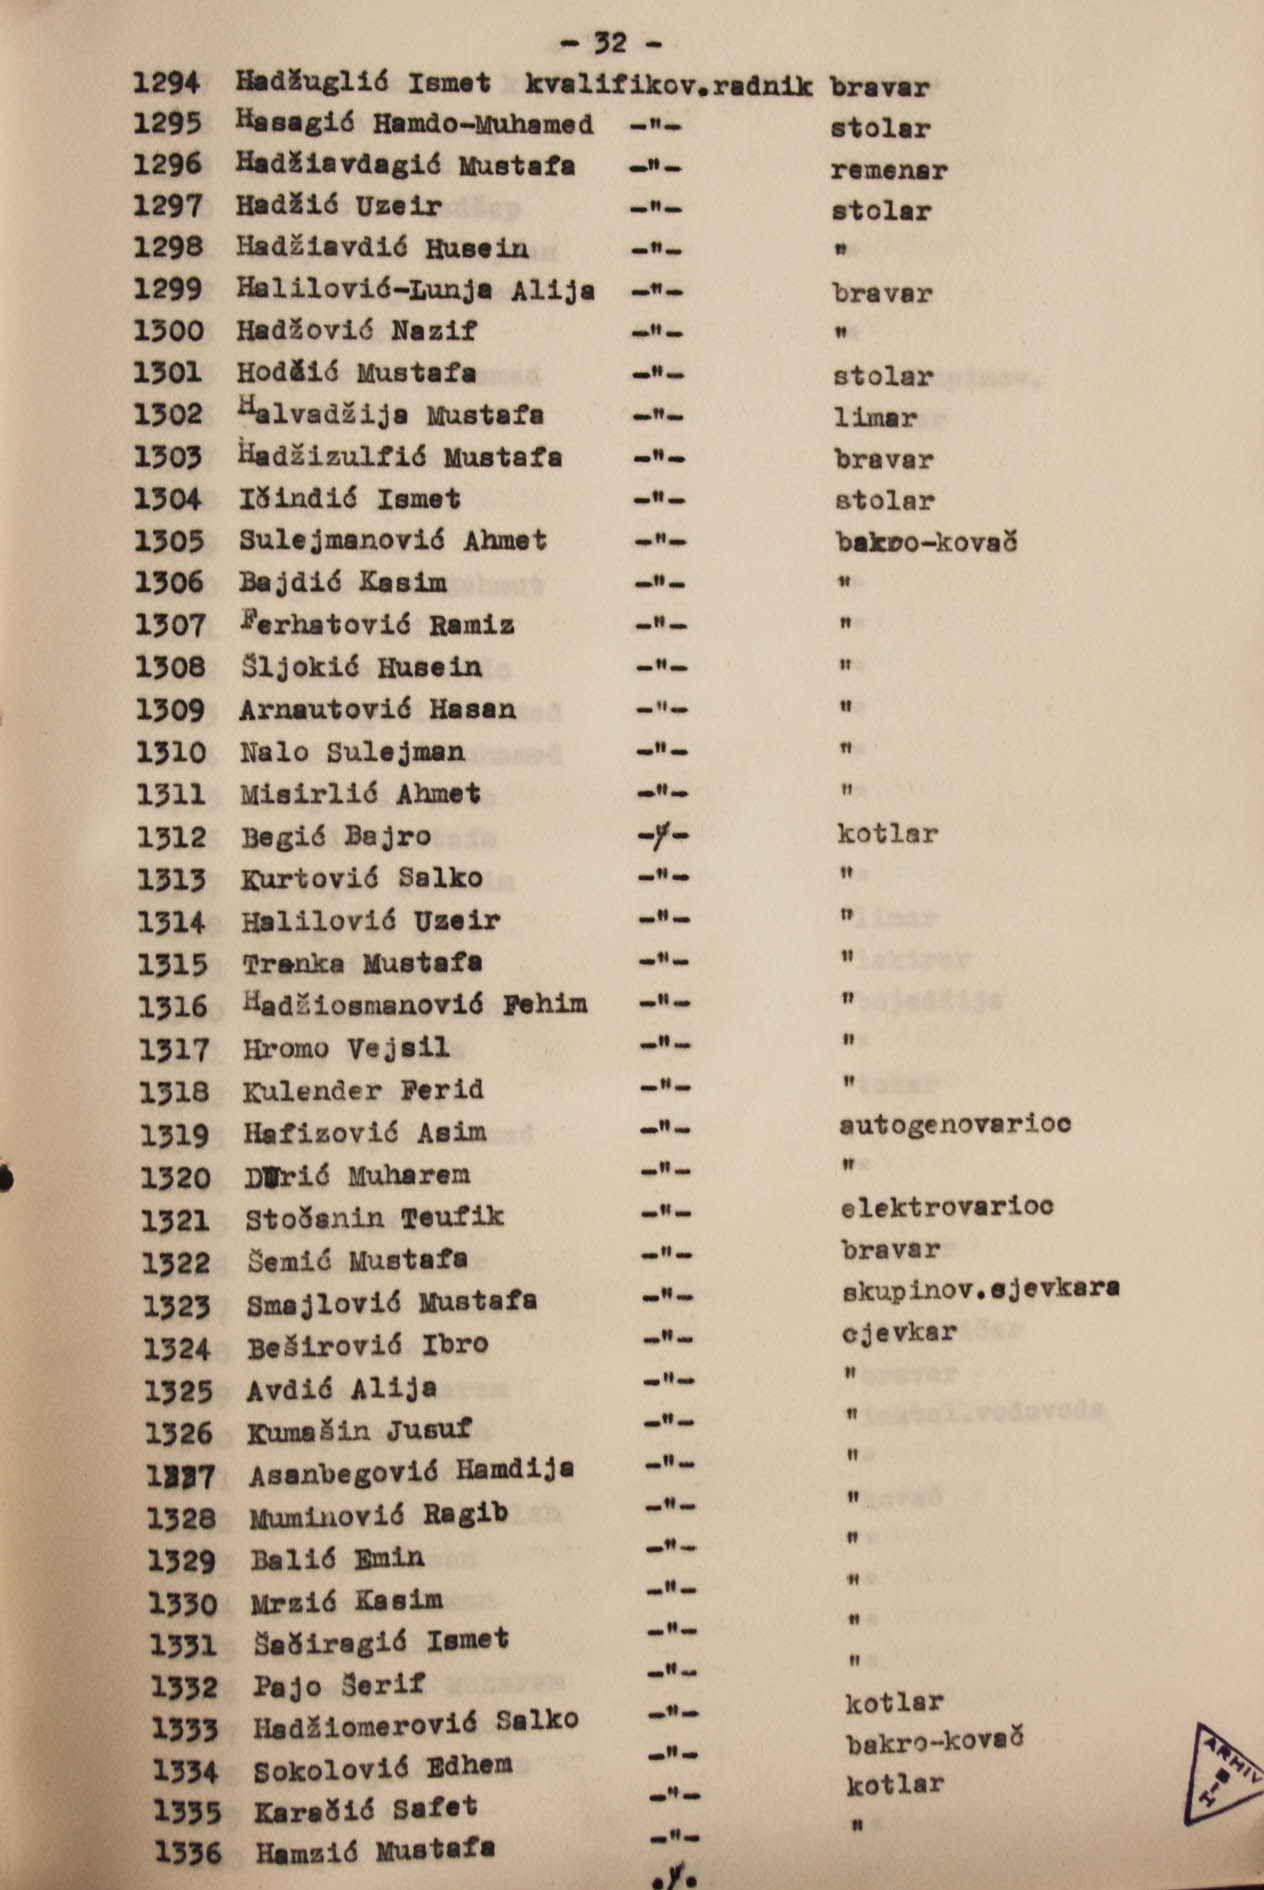 - 32 -
1294 Hadžuglić Ismet kvalifikov.radnik bravar
1295 Hasagić Hamdo-Muhamed -"- stolar
1296 Hadžiavdagić Mustafa -"- remenar
1297 Hadžić Uzeir -"- stolar
1298 Hadžiavdić Husein -"- "
1299 Halilović-Lunja Alija -"- bravar
1300 Hadžović Nazif -"- "
1301 Hodžić Mustafa -"- stolar
1302 Halvadžija Mustafa -"- limar
1303 Hadžizulfić Mustafa -"- bravar
1304 Ičindić Ismet -"- stolar
1305 Sulejmanović Ahmet -"- bakro-kovač
1306 Bajdić Kasim -"- "
1307 Ferhatović Ramiz -"- "
1308 Šljokić Husein -"- "
1309 Arnautović Hasan -"- "
1310 Nalo Sulejman -"- "
1311 Misirlić Ahmet -"- "
1312 Begić Bajro -"- kotlar
1313 Kurtović Salko -"- "
1314 Halilović Uzeir -"- "
1315 Tranka Mustafa -"- "
1316 Hadžiosmanović Fehim -"- "
1317 Hromo Vejsil -"- "
1318 Kulender Ferid -"- "
1319 Hafizović Asim -"- autogenovarioc
1320 Durić Muharem -"- "
1321 Stočanin Teufik -"- elektrovarioc
1322 Šemić Mustafa -"- bravar
1323 Smajlović Mustafa -"- skupinov.cjevkara
1324 Beširović Ibro -"- cjevkar
1325 Avdić Alija -"- "
1326 Kumašin Jusuf -"- "
1327 Asanbegović Hamdija -"- "
1328 Muminović Ragib -"- "
1329 Balić Emin -"- "
1330 Mrzić Kasim -"- "
1331 Šaćiragić Ismet -"- "
1332 Pajo Šerif -"- "
1333 Hadžiomerović Salko -"- kotlar
1334 Sokolović Edhem -"- bakro-kovač
1335 Karačić Safet -"- kotlar
1336 Hamzić Mustafa -"- "
./.
ARHIV
B
I
H